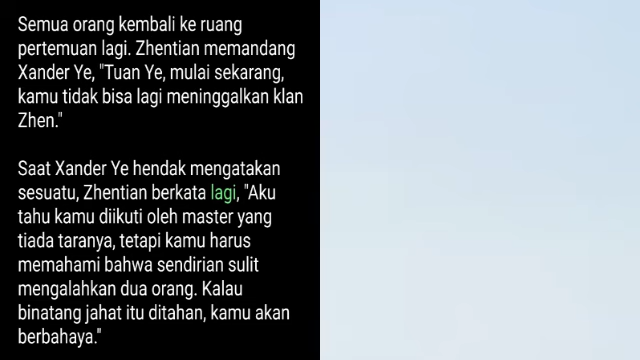 Semua orang kembali ke ruang
pertemuan lagi. Zhentian memandang
Xander Ye, "Tuan Ye, mulai sekarang,
kamu tidak bisa lagi meninggalkan klan
Zhen."
Saat Xander Ye hendak mengatakan
sesuatu, Zhentian berkata lagi, "Aku
tahu kamu diikuti oleh master yang
tiada taranya, tetapi kamu harus
memahami bahwa sendirian sulit
mengalahkan dua orang. Kalau
binatang jahat itu ditahan, kamu akan
berbahaya."